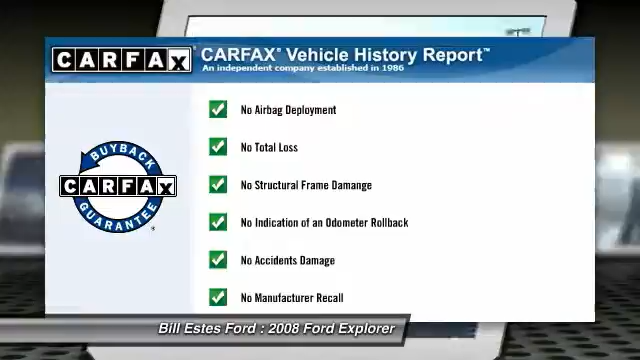 CARFAX
CARFAX® Vehicle History Report™
An independent company established in 1986
No Airbag Deployment
No Total Loss
No Structural Frame Damange
No Indication of an Odometer Rollback
No Accidents Damage
No Manufacturer Recall
BUYBACK
CARFAX
GUARANTEE
Bill Estes Ford : 2008 Ford Explorer